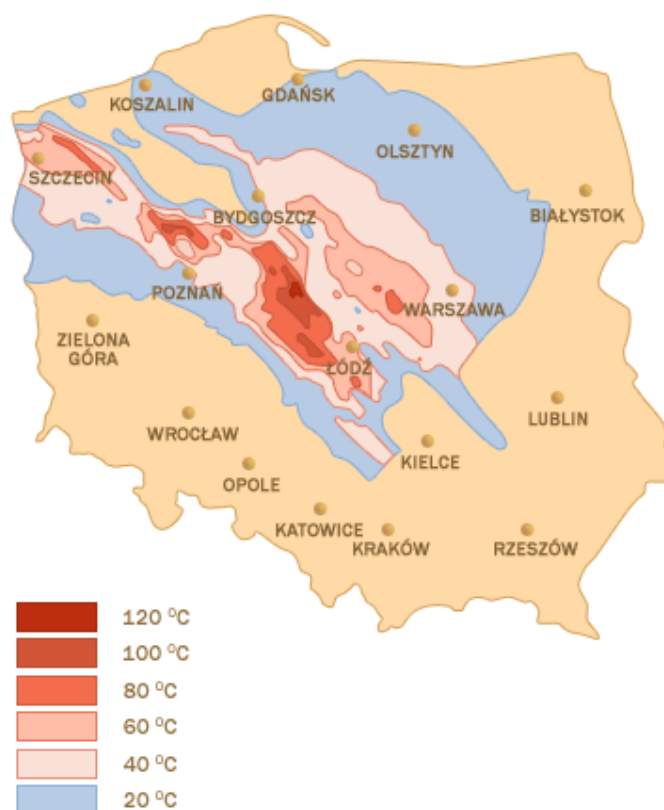 KOSZALIN
GDAŃSK
OLSZTYN
SZCZECIN
BYDGOSZCZ
BIAŁYSTOK
POZNAŃ
WARSZAWA
ZIELONA
GÓRA
ŁÓDŹ
LUBLIN
WROCŁAW
KIELCE
OPOLE
KATOWICE
KRAKÓW
RZESZÓW
120 °C
100 °C
80 °C
60 °C
40 °C
20 °C